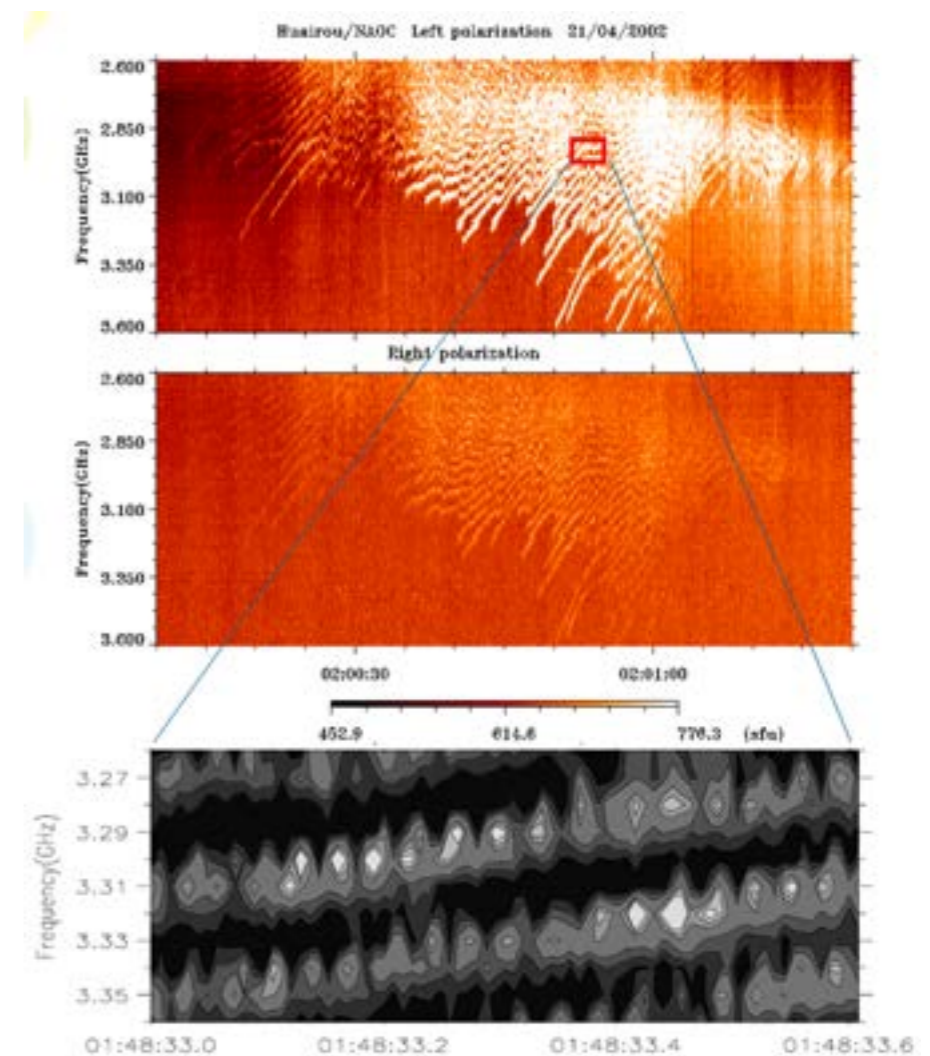 Huairou/NAOC Left polarization 21/04/2002
2.600
2.850
3.100
3.350
3.600
Frequency(GHz)
Right polarization
2.600
2.850
3.100
3.350
3.600
Frequency(GHz)
02:00:30 02:01:00
452.9 614.6 776.3 (sfu)
3.27
3.29
3.31
3.33
3.35
Frequency(GHz)
01:48:33.0 01:48:33.2 01:48:33.4 01:48:33.6